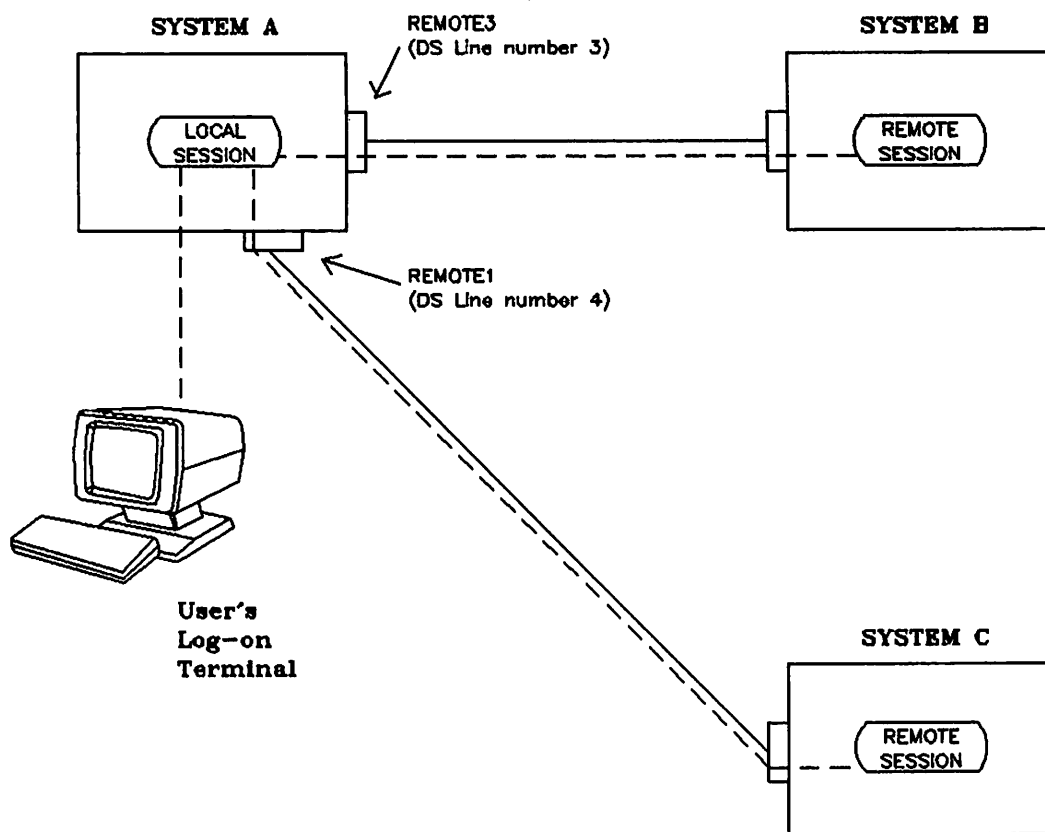 SYSTEM A
REMOTE3
(DS Line number 3)
SYSTEM B
LOCAL
SESSION
REMOTE
SESSION
REMOTE1
(DS Line number 4)
User's
Log-on
Terminal
SYSTEM C
REMOTE
SESSION